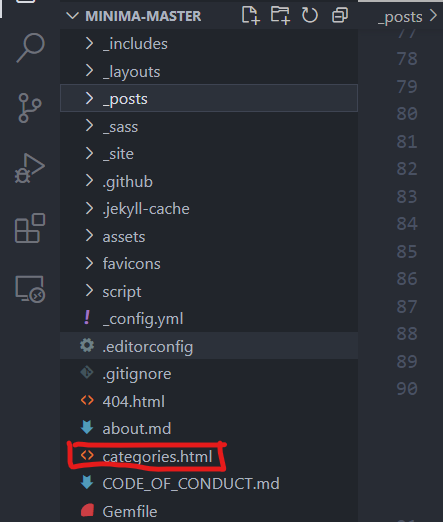 MINIMA-MASTER
_posts >
_includes
_layouts
_posts
_sass
_site
.github
.jekyll-cache
assets
favicons
script
! _config.yml
.editorconfig
.gitignore
<> 404.html
about.md
<> categories.html
CODE_OF_CONDUCT.md
Gemfile
77
78
79
80
81
82
83
84
85
86
87
88
89
90